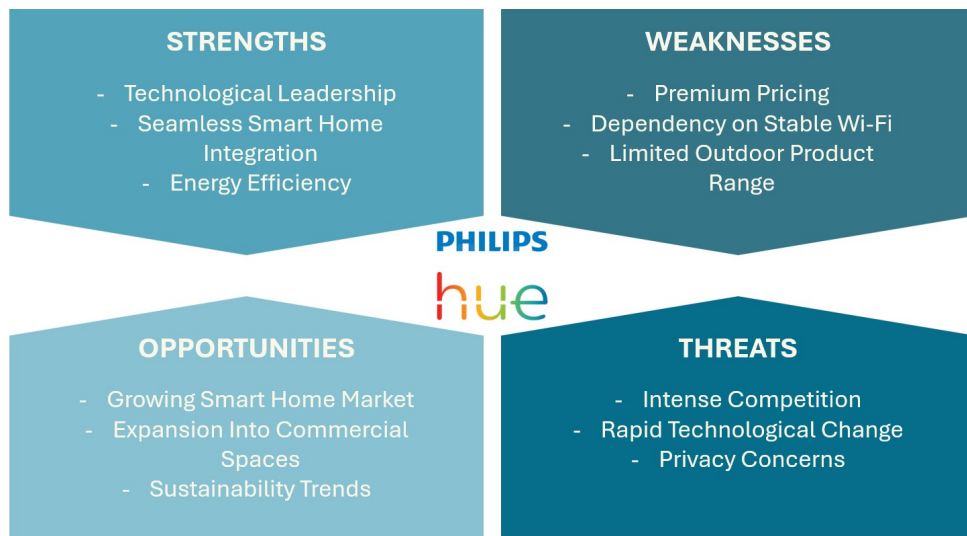 STRENGTHS
- Technological Leadership
- Seamless Smart Home
Integration
- Energy Efficiency
WEAKNESSES
- Premium Pricing
- Dependency on Stable Wi-Fi
- Limited Outdoor Product
Range
PHILIPS
hue
OPPORTUNITIES
- Growing Smart Home Market
- Expansion Into Commercial
Spaces
- Sustainability Trends
THREATS
- Intense Competition
- Rapid Technological Change
- Privacy Concerns